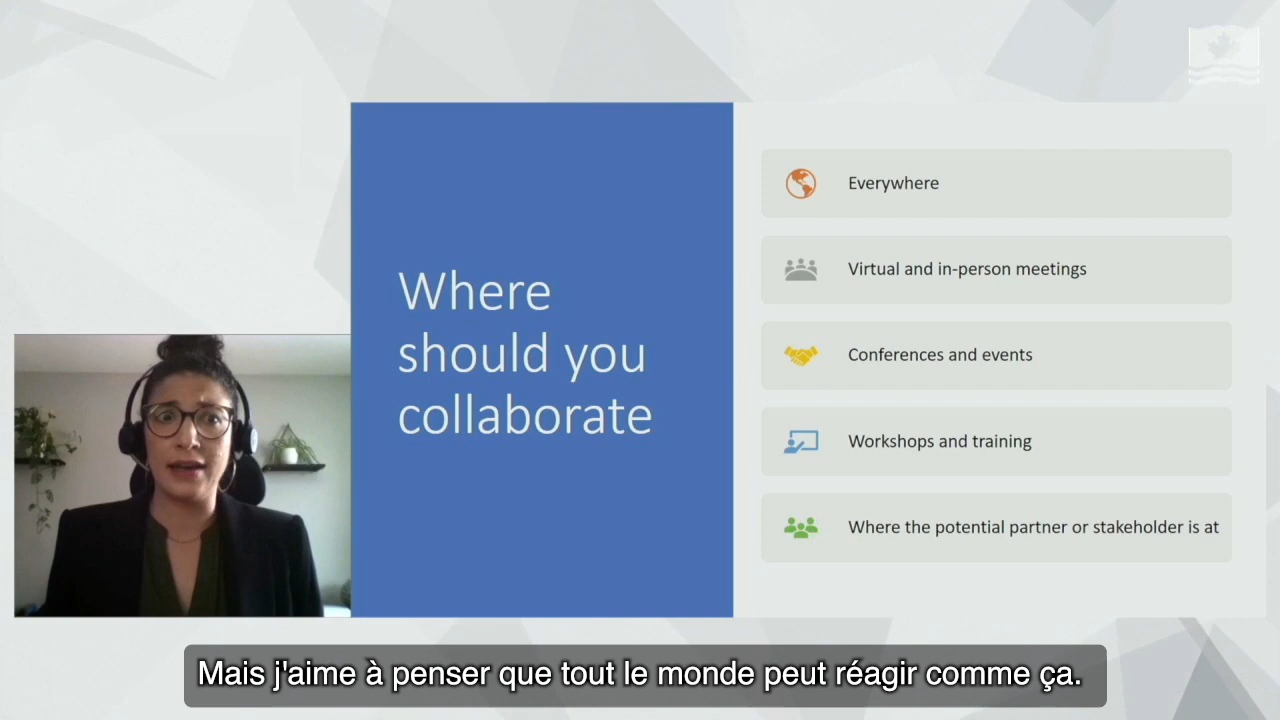 Where
should you
collaborate
Everywhere
Virtual and in-person meetings
Conferences and events
Workshops and training
Where the potential partner or stakeholder is at
Mais j'aime à penser que tout le monde peut réagir comme ça.